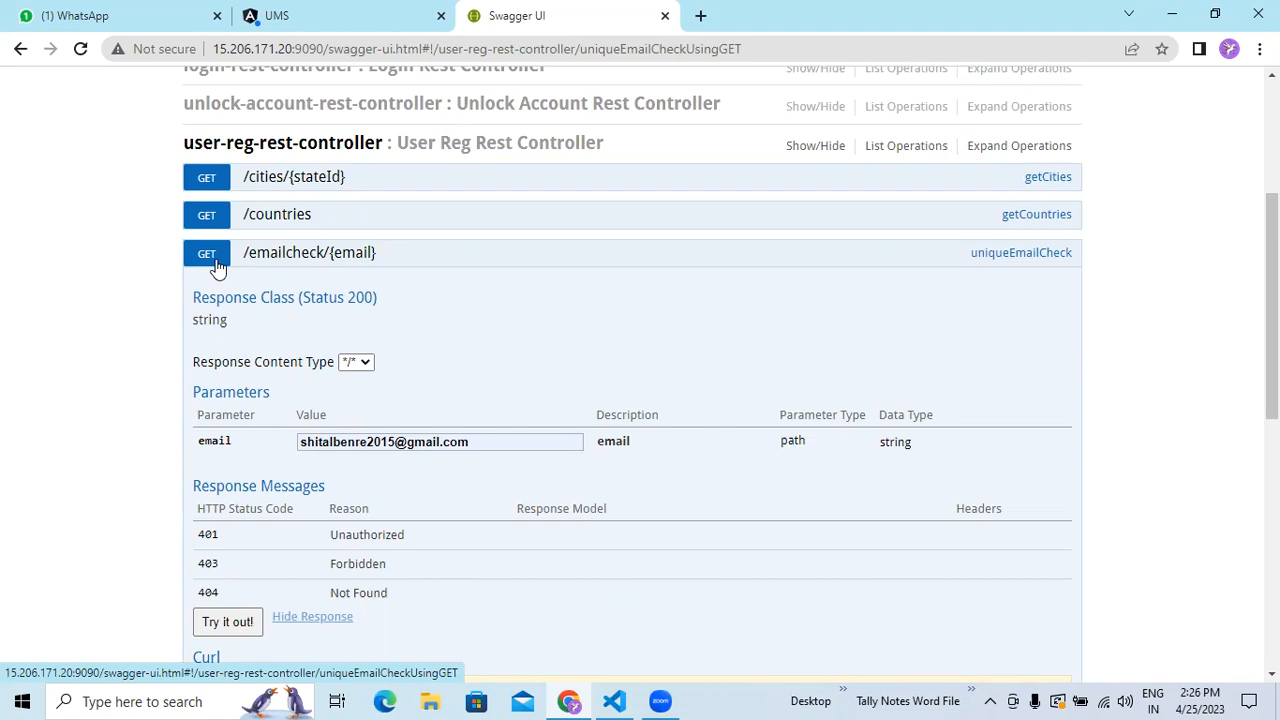 (1) WhatsApp
UMS
Swagger UI
Not secure
15.206.171.20:9090/swagger-ui.html#!/user-reg-rest-controller/uniqueEmailCheckUsingGET
login-rest-controller : Login Rest Controller Show/Hide List Operations Expand Operations
unlock-account-rest-controller : Unlock Account Rest Controller Show/Hide List Operations Expand Operations
user-reg-rest-controller : User Reg Rest Controller Show/Hide List Operations Expand Operations
GET /cities/{stateId} getCities
GET /countries getCountries
GET /emailcheck/{email} uniqueEmailCheck
Response Class (Status 200)
string
Response Content Type */*
Parameters
Parameter Value Description Parameter Type Data Type
email shitalbenre2015@gmail.com email path string
Response Messages
HTTP Status Code Reason Response Model Headers
401 Unauthorized
403 Forbidden
404 Not Found
Try it out! Hide Response
Curl
15.206.171.20:9090/swagger-ui.html#!/user-reg-rest-controller/uniqueEmailCheckUsingGET
Type here to search
zoom
Desktop
Tally Notes Word File
ENG
IN
2:26 PM
4/25/2023